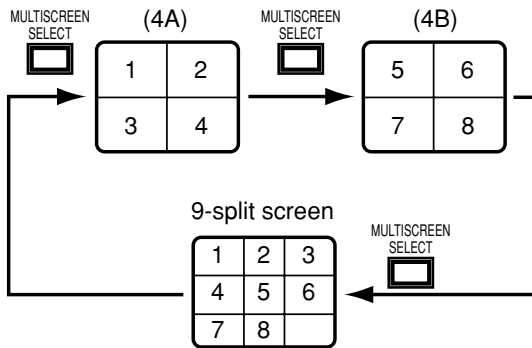 MULTISCREEN
SELECT
(4A)
1 2
3 4
MULTISCREEN
SELECT
(4B)
5 6
7 8
9-split screen
1 2 3
4 5 6
7 8
MULTISCREEN
SELECT